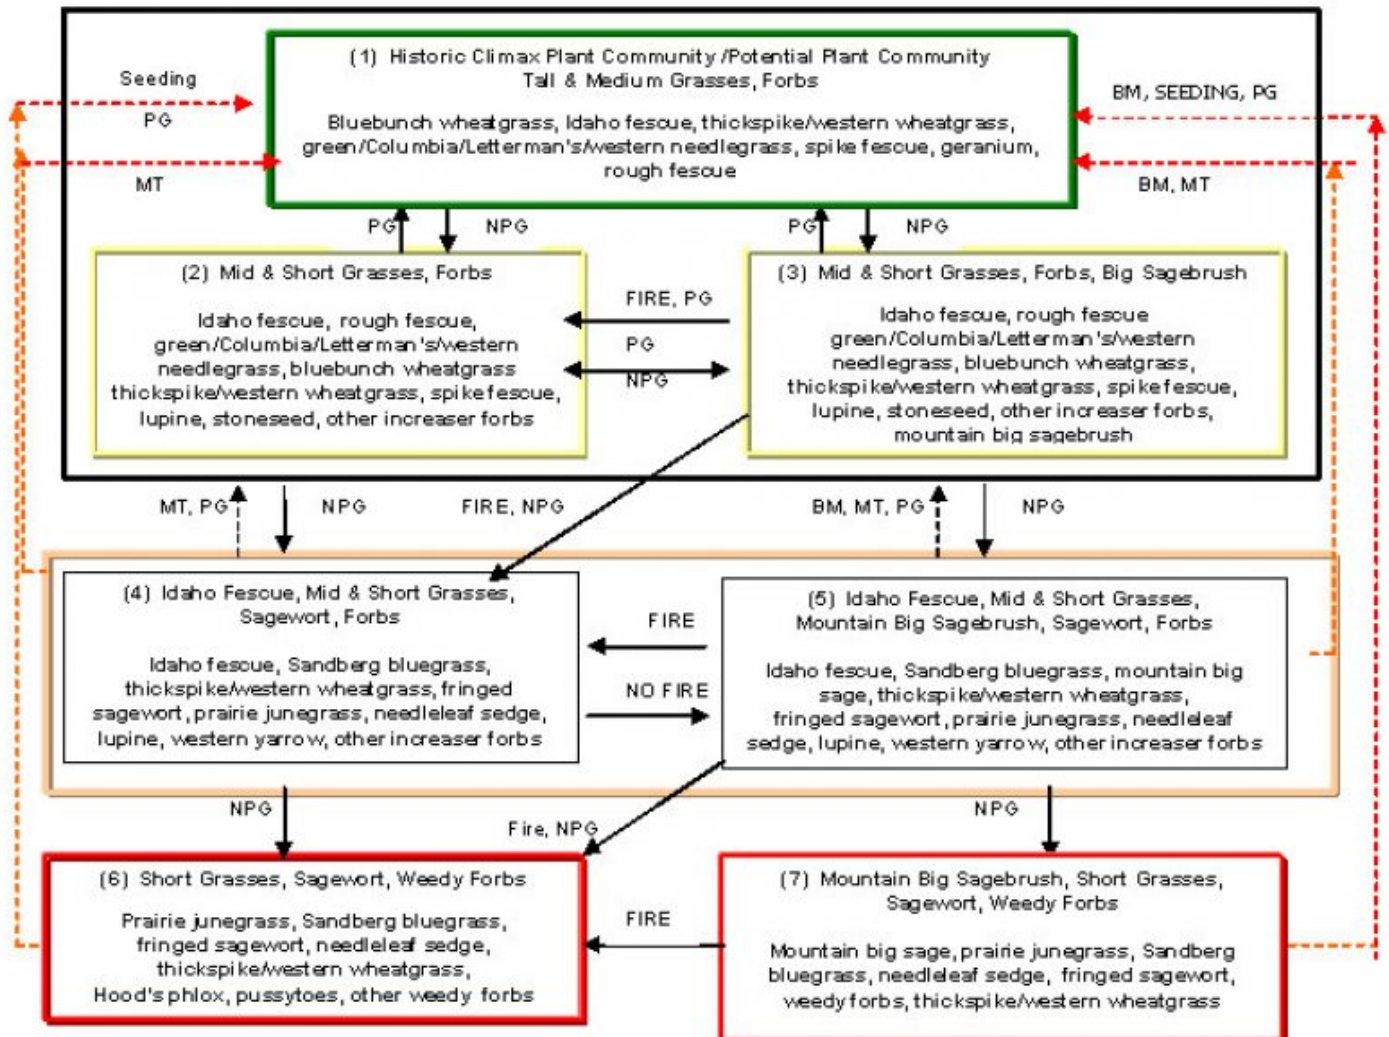 (1) Historic Climax Plant Community /Potential Plant Community
Tall & Medium Grasses, Forbs
Bluebunch wheatgrass, Idaho fescue, thickspike/western wheatgrass,
green/Columbia/Letterman's/western needlegrass, spike fescue, geranium,
rough fescue
Seeding
PG
MT
BM, SEEDING, PG
BM, MT
PG
NPG
PG
NPG
(2) Mid & Short Grasses, Forbs
Idaho fescue, rough fescue,
green/Columbia/Letterman's/western
needlegrass, bluebunch wheatgrass
thickspike/western wheatgrass, spike fescue,
lupine, stoneseed, other increaser forbs
FIRE, PG
PG
NPG
(3) Mid & Short Grasses, Forbs, Big Sagebrush
Idaho fescue, rough fescue
green/Columbia/Letterman's/western
needlegrass, bluebunch wheatgrass,
thickspike/western wheatgrass, spike fescue,
lupine, stoneseed, other increaser forbs,
mountain big sagebrush
MT, PG
NPG
FIRE, NPG
BM, MT, PG
NPG
(4) Idaho Fescue, Mid & Short Grasses,
Sagewort, Forbs
Idaho fescue, Sandberg bluegrass,
thickspike/western wheatgrass, fringed
sagewort, prairie junegrass, needleleaf sedge,
lupine, western yarrow, other increaser forbs
FIRE
NO FIRE
(5) Idaho Fescue, Mid & Short Grasses,
Mountain Big Sagebrush, Sagewort, Forbs
Idaho fescue, Sandberg bluegrass, mountain big
sage, thickspike/western wheatgrass,
fringed sagewort, prairie junegrass, needleleaf
sedge, lupine, western yarrow, other increaser forbs
NPG
Fire, NPG
NPG
(6) Short Grasses, Sagewort, Weedy Forbs
Prairie junegrass, Sandberg bluegrass,
fringed sagewort, needleleaf sedge,
thickspike/western wheatgrass,
Hood's phlox, pussytoes, other weedy forbs
FIRE
(7) Mountain Big Sagebrush, Short Grasses,
Sagewort, Weedy Forbs
Mountain big sage, prairie junegrass, Sandberg
bluegrass, needleleaf sedge, fringed sagewort,
weedy forbs, thickspike/western wheatgrass